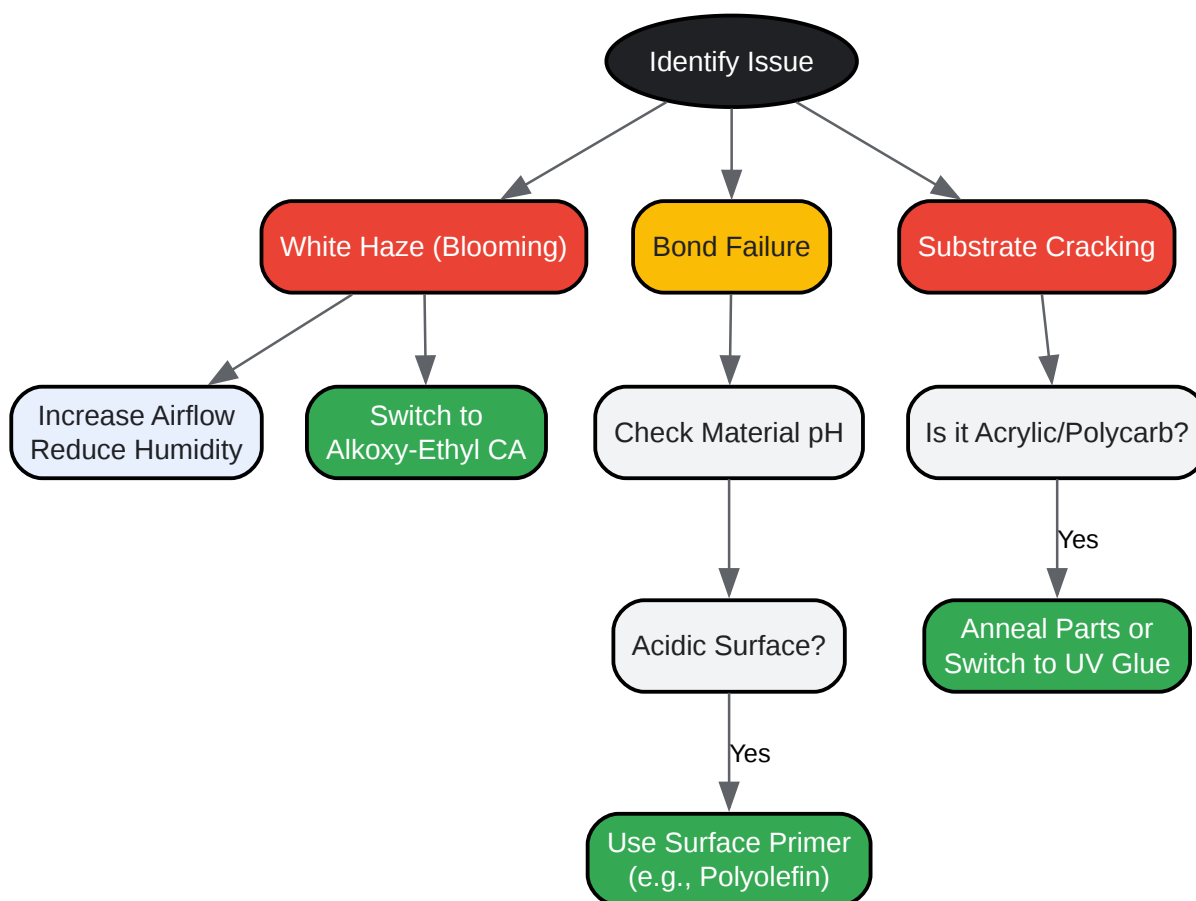 Identify Issue
White Haze (Blooming)
Bond Failure
Substrate Cracking
Increase Airflow
Reduce Humidity
Switch to
Alkoxy-Ethyl CA
Check Material pH
Is it Acrylic/Polycarb?
Yes
Acidic Surface?
Anneal Parts or
Switch to UV Glue
Yes
Use Surface Primer
(e.g., Polyolefin)